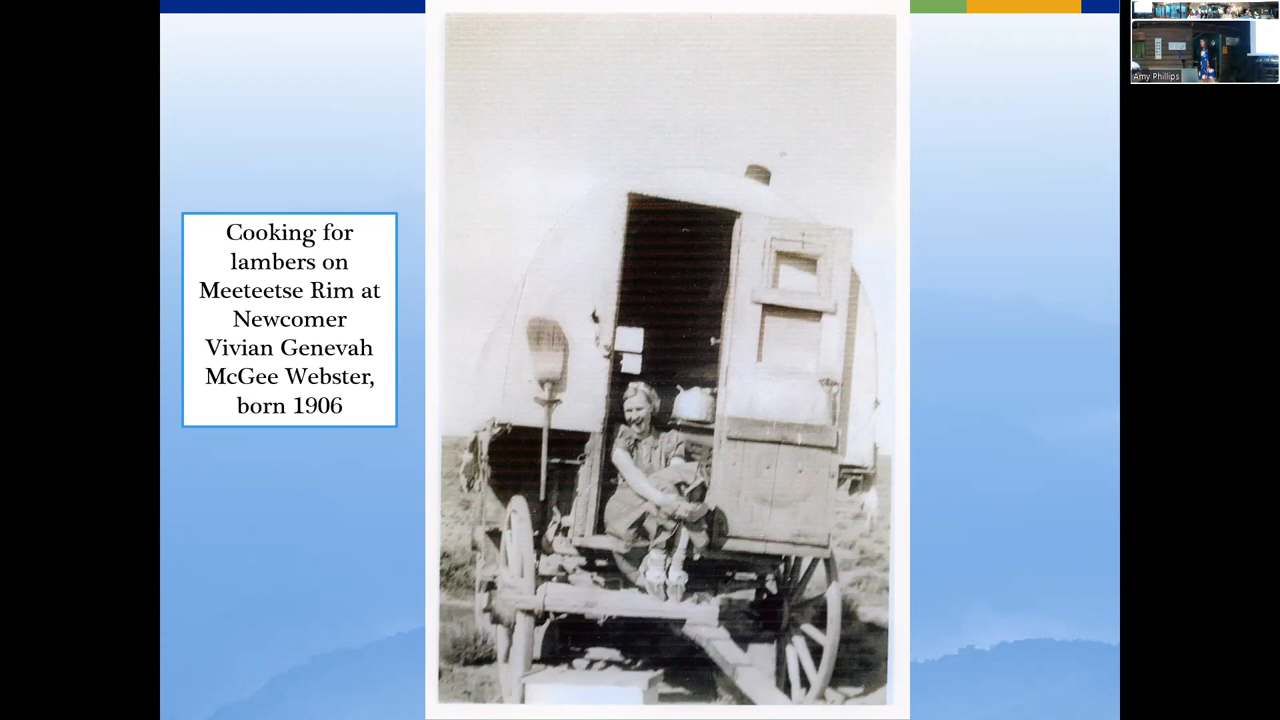 Cooking for
lambers on
Meeteetse Rim at
Newcomer
Vivian Genevah
McGee Webster,
born 1906
Amy Phillips